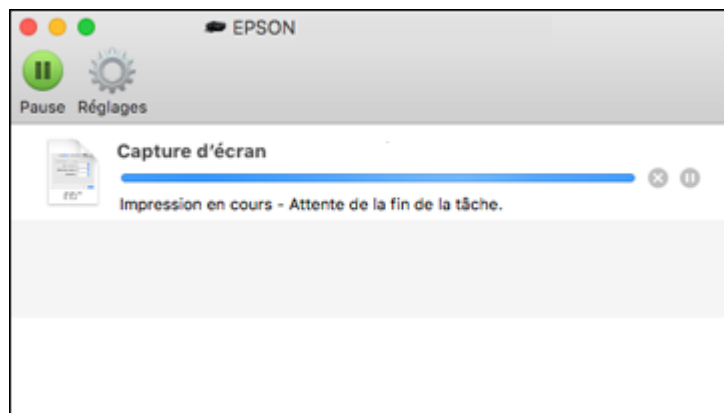 EPSON
Pause Réglages
Capture d'écran
Impression en cours - Attente de la fin de la tâche.